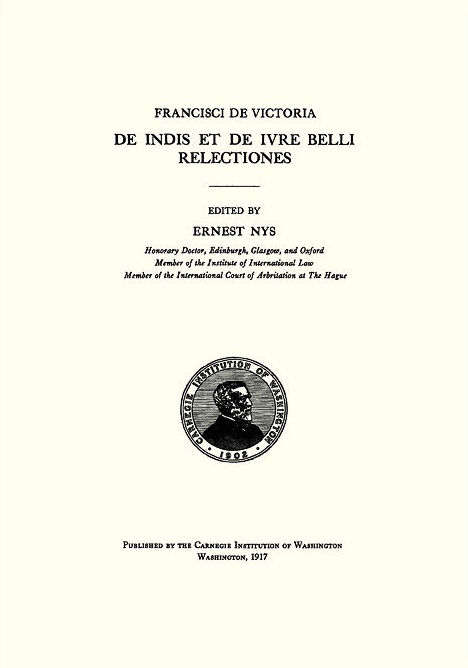 FRANCISCI DE VICTORIA
DE INDIS ET DE IVRE BELLI
RELECTIONES
EDITED BY
ERNEST NYS
Honorary Doctor, Edinburgh, Glasgow, and Oxford
Member of the Institute of International Law
Member of the International Court of Arbritation at The Hague
CARNEGIE INSTITUTION OF WASHINGTON
· 1902 ·
PUBLISHED BY THE CARNEGIE INSTITUTION OF WASHINGTON
WASHINGTON, 1917